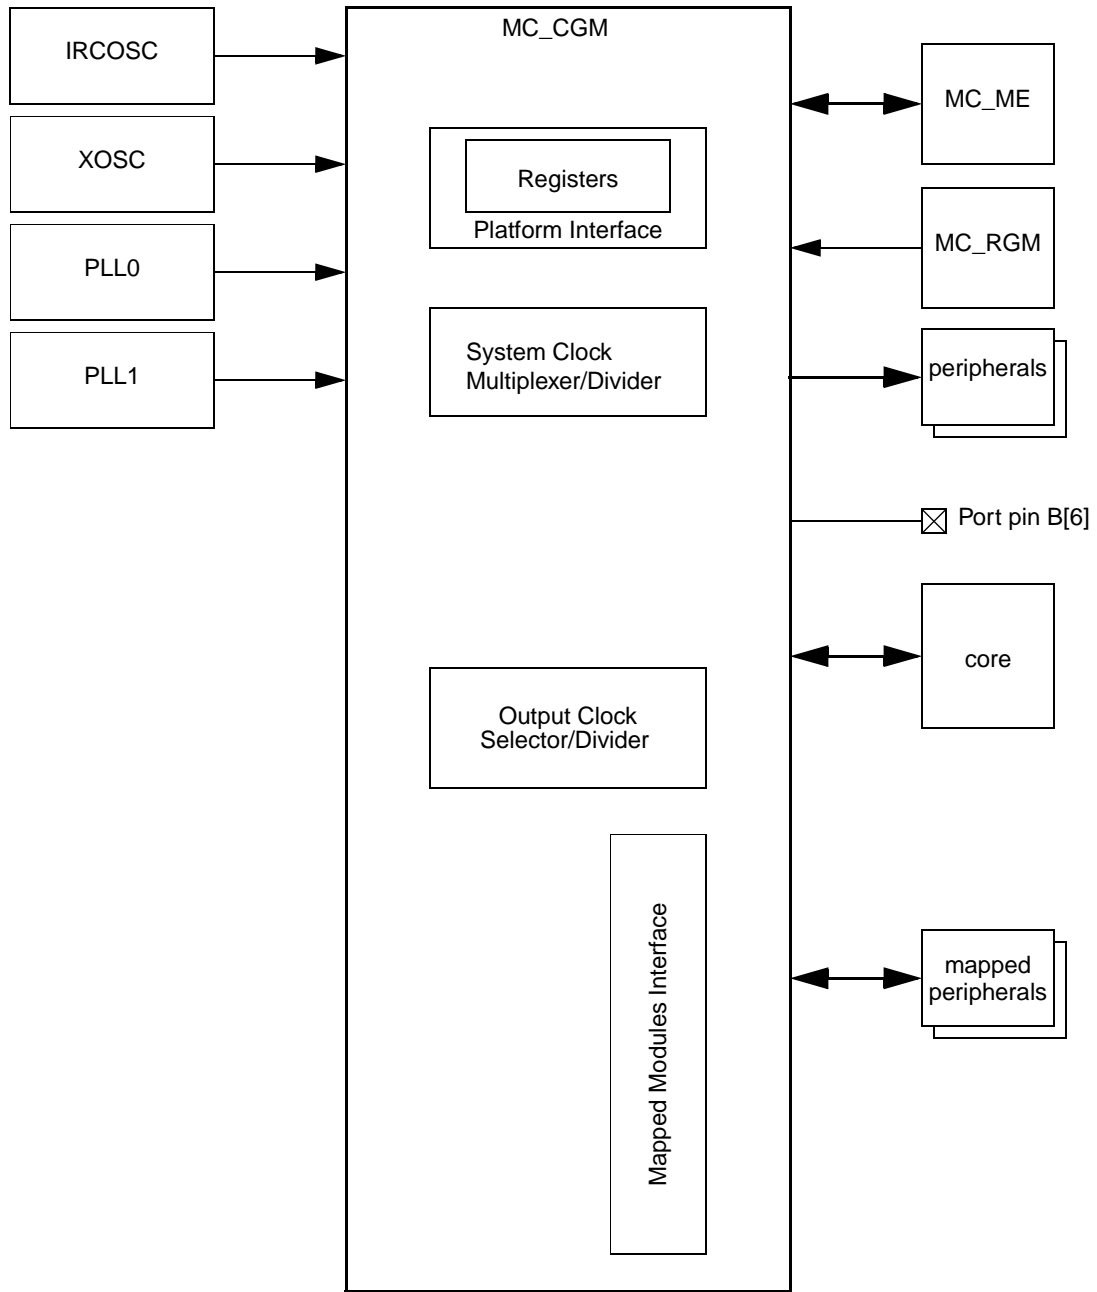 MC_CGM
IRCOSC
XOSC
PLL0
PLL1
Registers
Platform Interface
System Clock
Multiplexer/Divider
Output Clock
Selector/Divider
Mapped Modules Interface
MC_ME
MC_RGM
peripherals
Port pin B[6]
core
mapped
peripherals